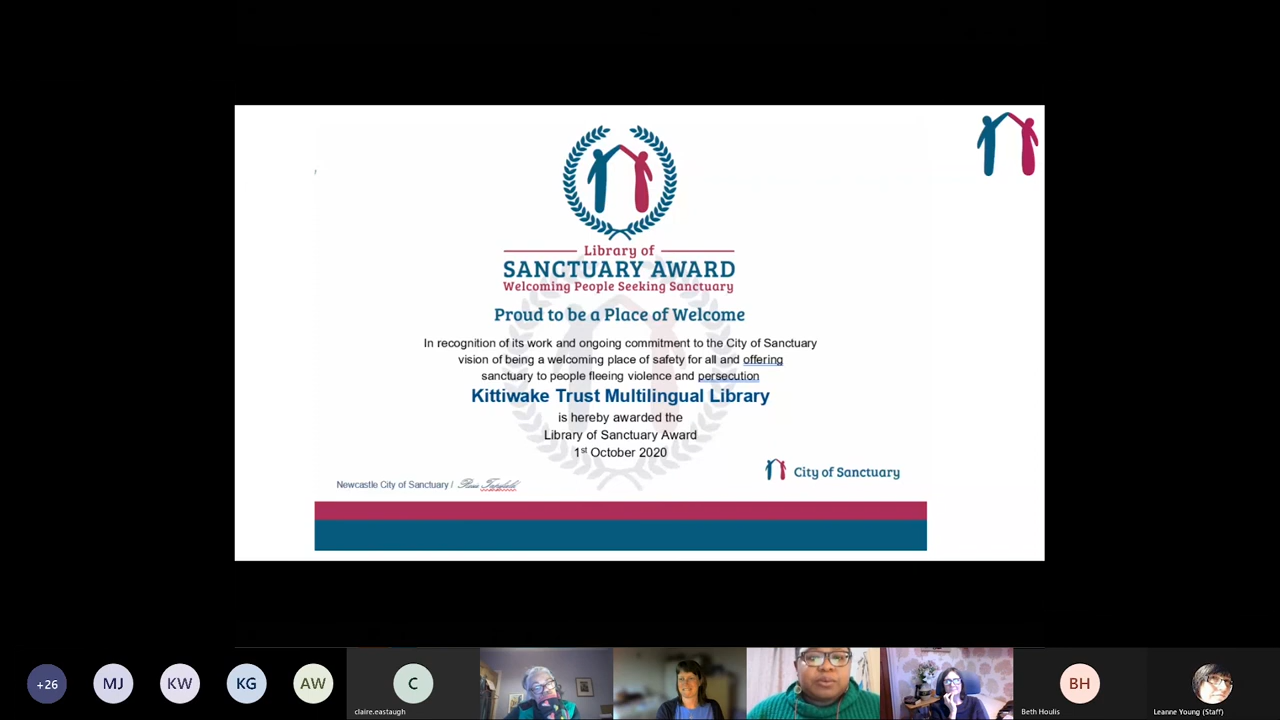 Library of
SANCTUARY AWARD
Welcoming People Seeking Sanctuary
Proud to be a Place of Welcome
In recognition of its work and ongoing commitment to the City of Sanctuary
vision of being a welcoming place of safety for all and offering
sanctuary to people fleeing violence and persecution
Kittiwake Trust Multilingual Library
is hereby awarded the
Library of Sanctuary Award
1st October 2020
City of Sanctuary
Newcastle City of Sanctuary /
+26
MJ
KW
KG
AW
C
claire.eastaugh
BH
Beth Houlis
Leanne Young (Staff)